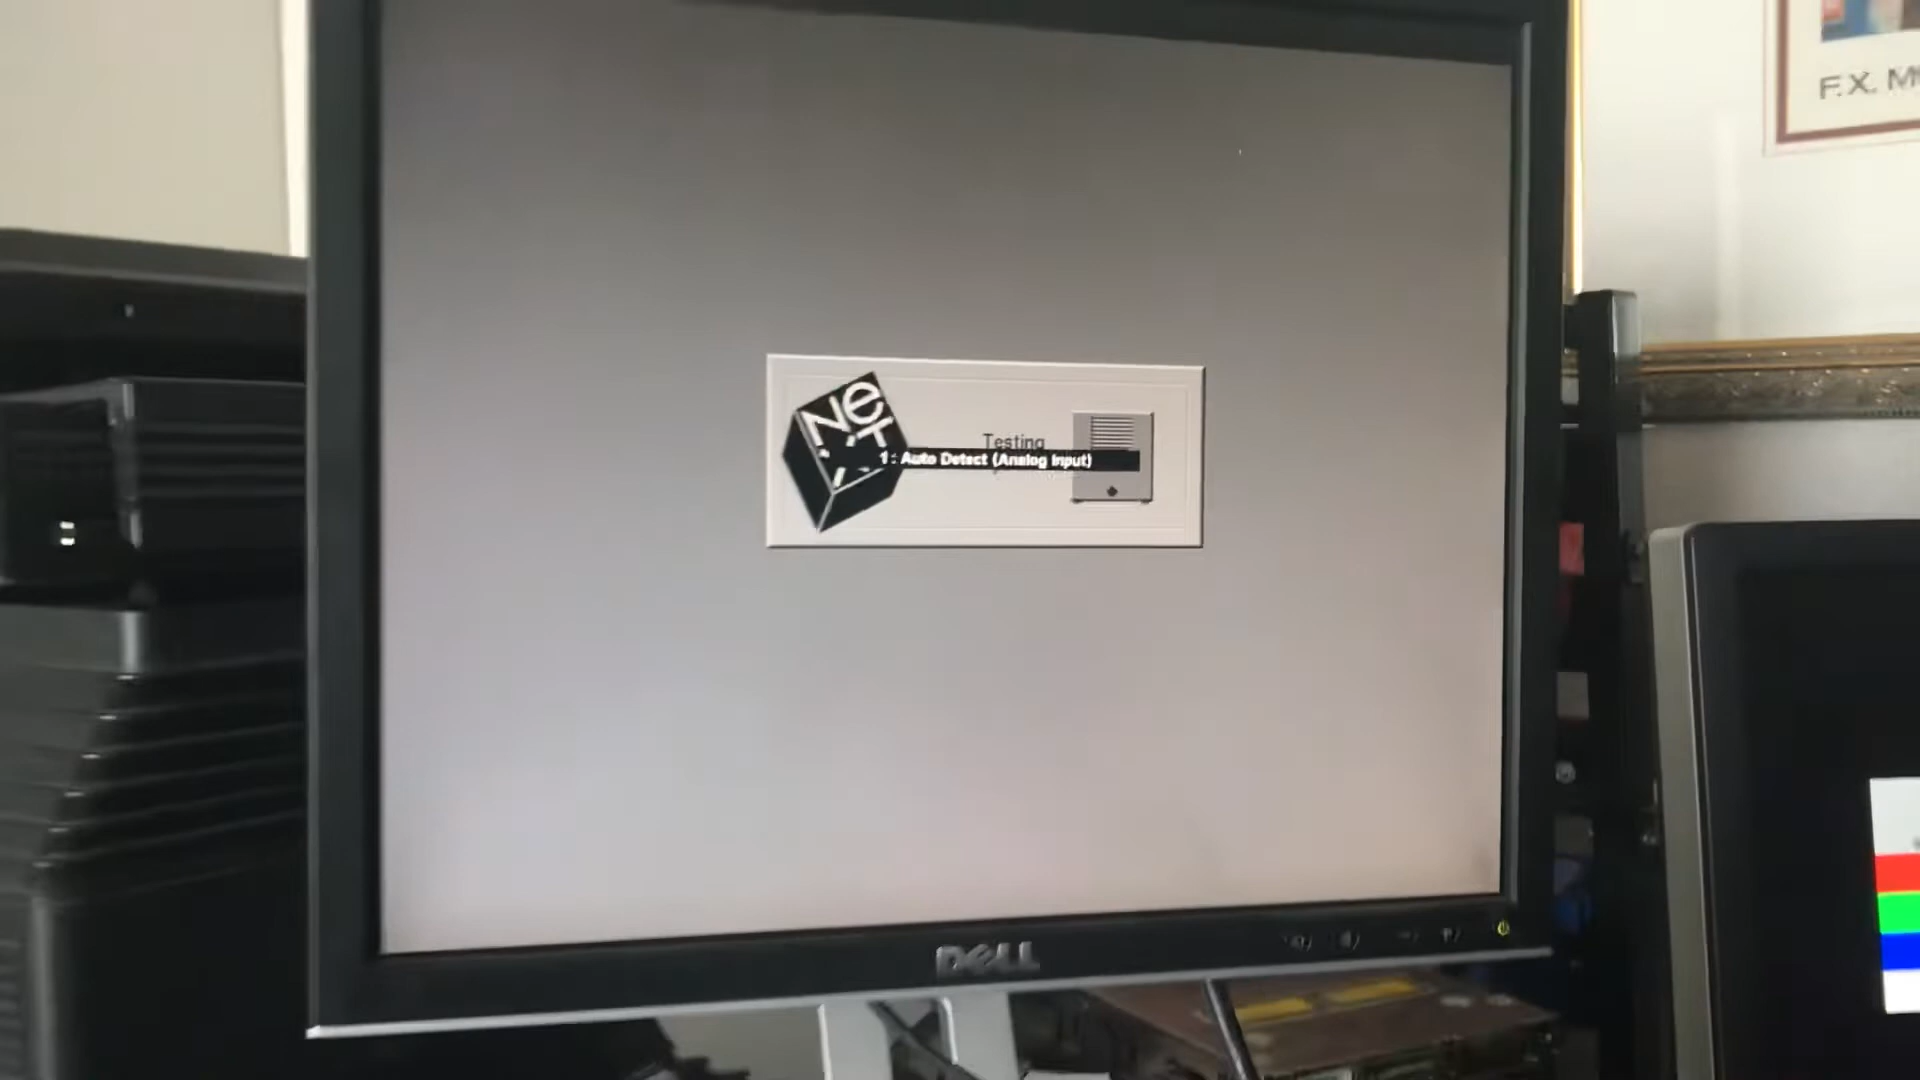 F.X. M
NeXT
Testing
1: Auto Detect (Analog Input)
DELL